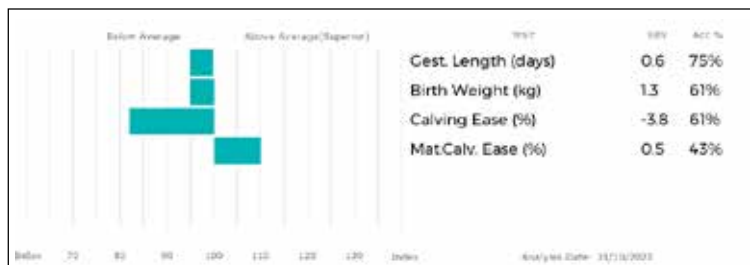 Below Average Above Average(Superior) TRAIT EBV Acc %
Gest. Length (days) 0.6 75%
Birth Weight (kg) 1.3 61%
Calving Ease (%) -3.8 61%
Mat.Calv. Ease (%) 0.5 43%
Below 70 80 90 100 110 120 130 Index Analysis Date: